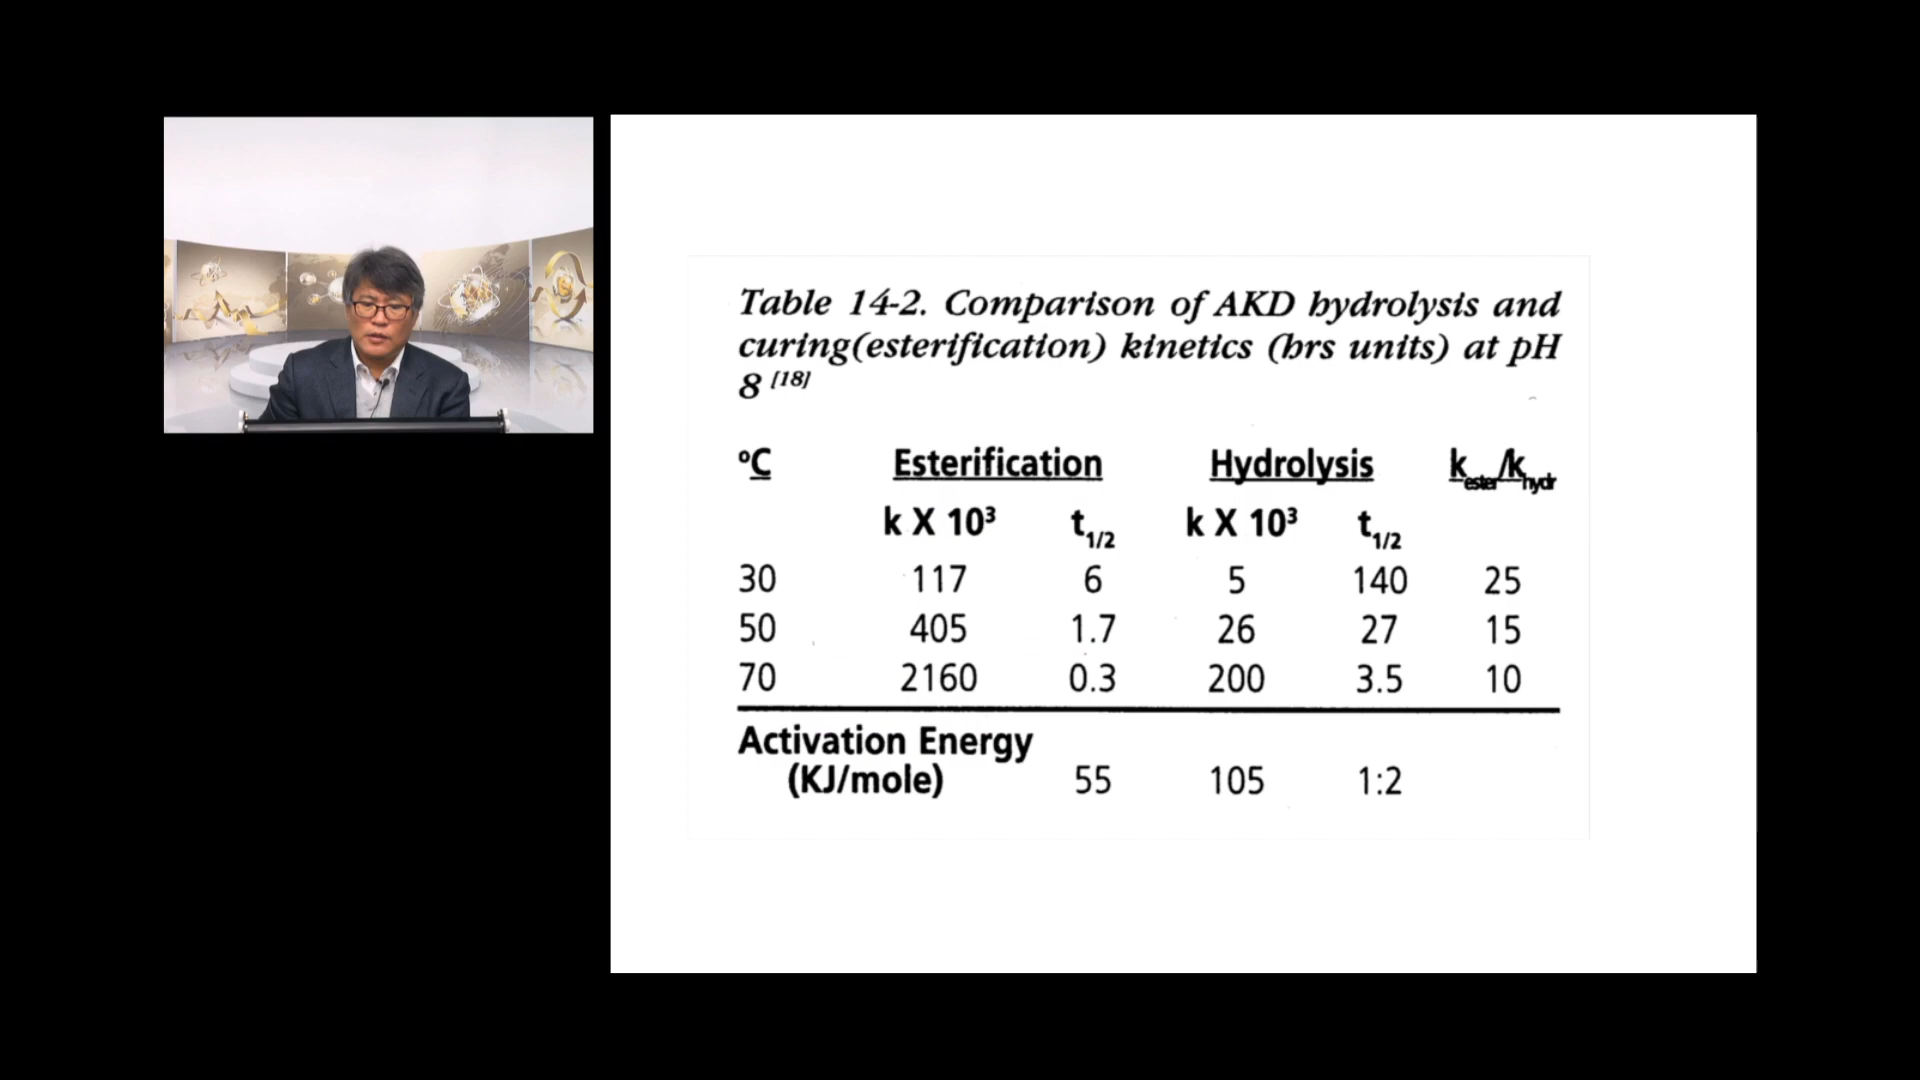 Table 14-2. Comparison of AKD hydrolysis and
curing(esterification) kinetics (hrs units) at pH
8 [18]
°C Esterification Hydrolysis kester/khydr
k X 10³ t1/2 k X 10³ t1/2
30 117 6 5 140 25
50 405 1.7 26 27 15
70 2160 0.3 200 3.5 10
Activation Energy
(KJ/mole) 55 105 1:2